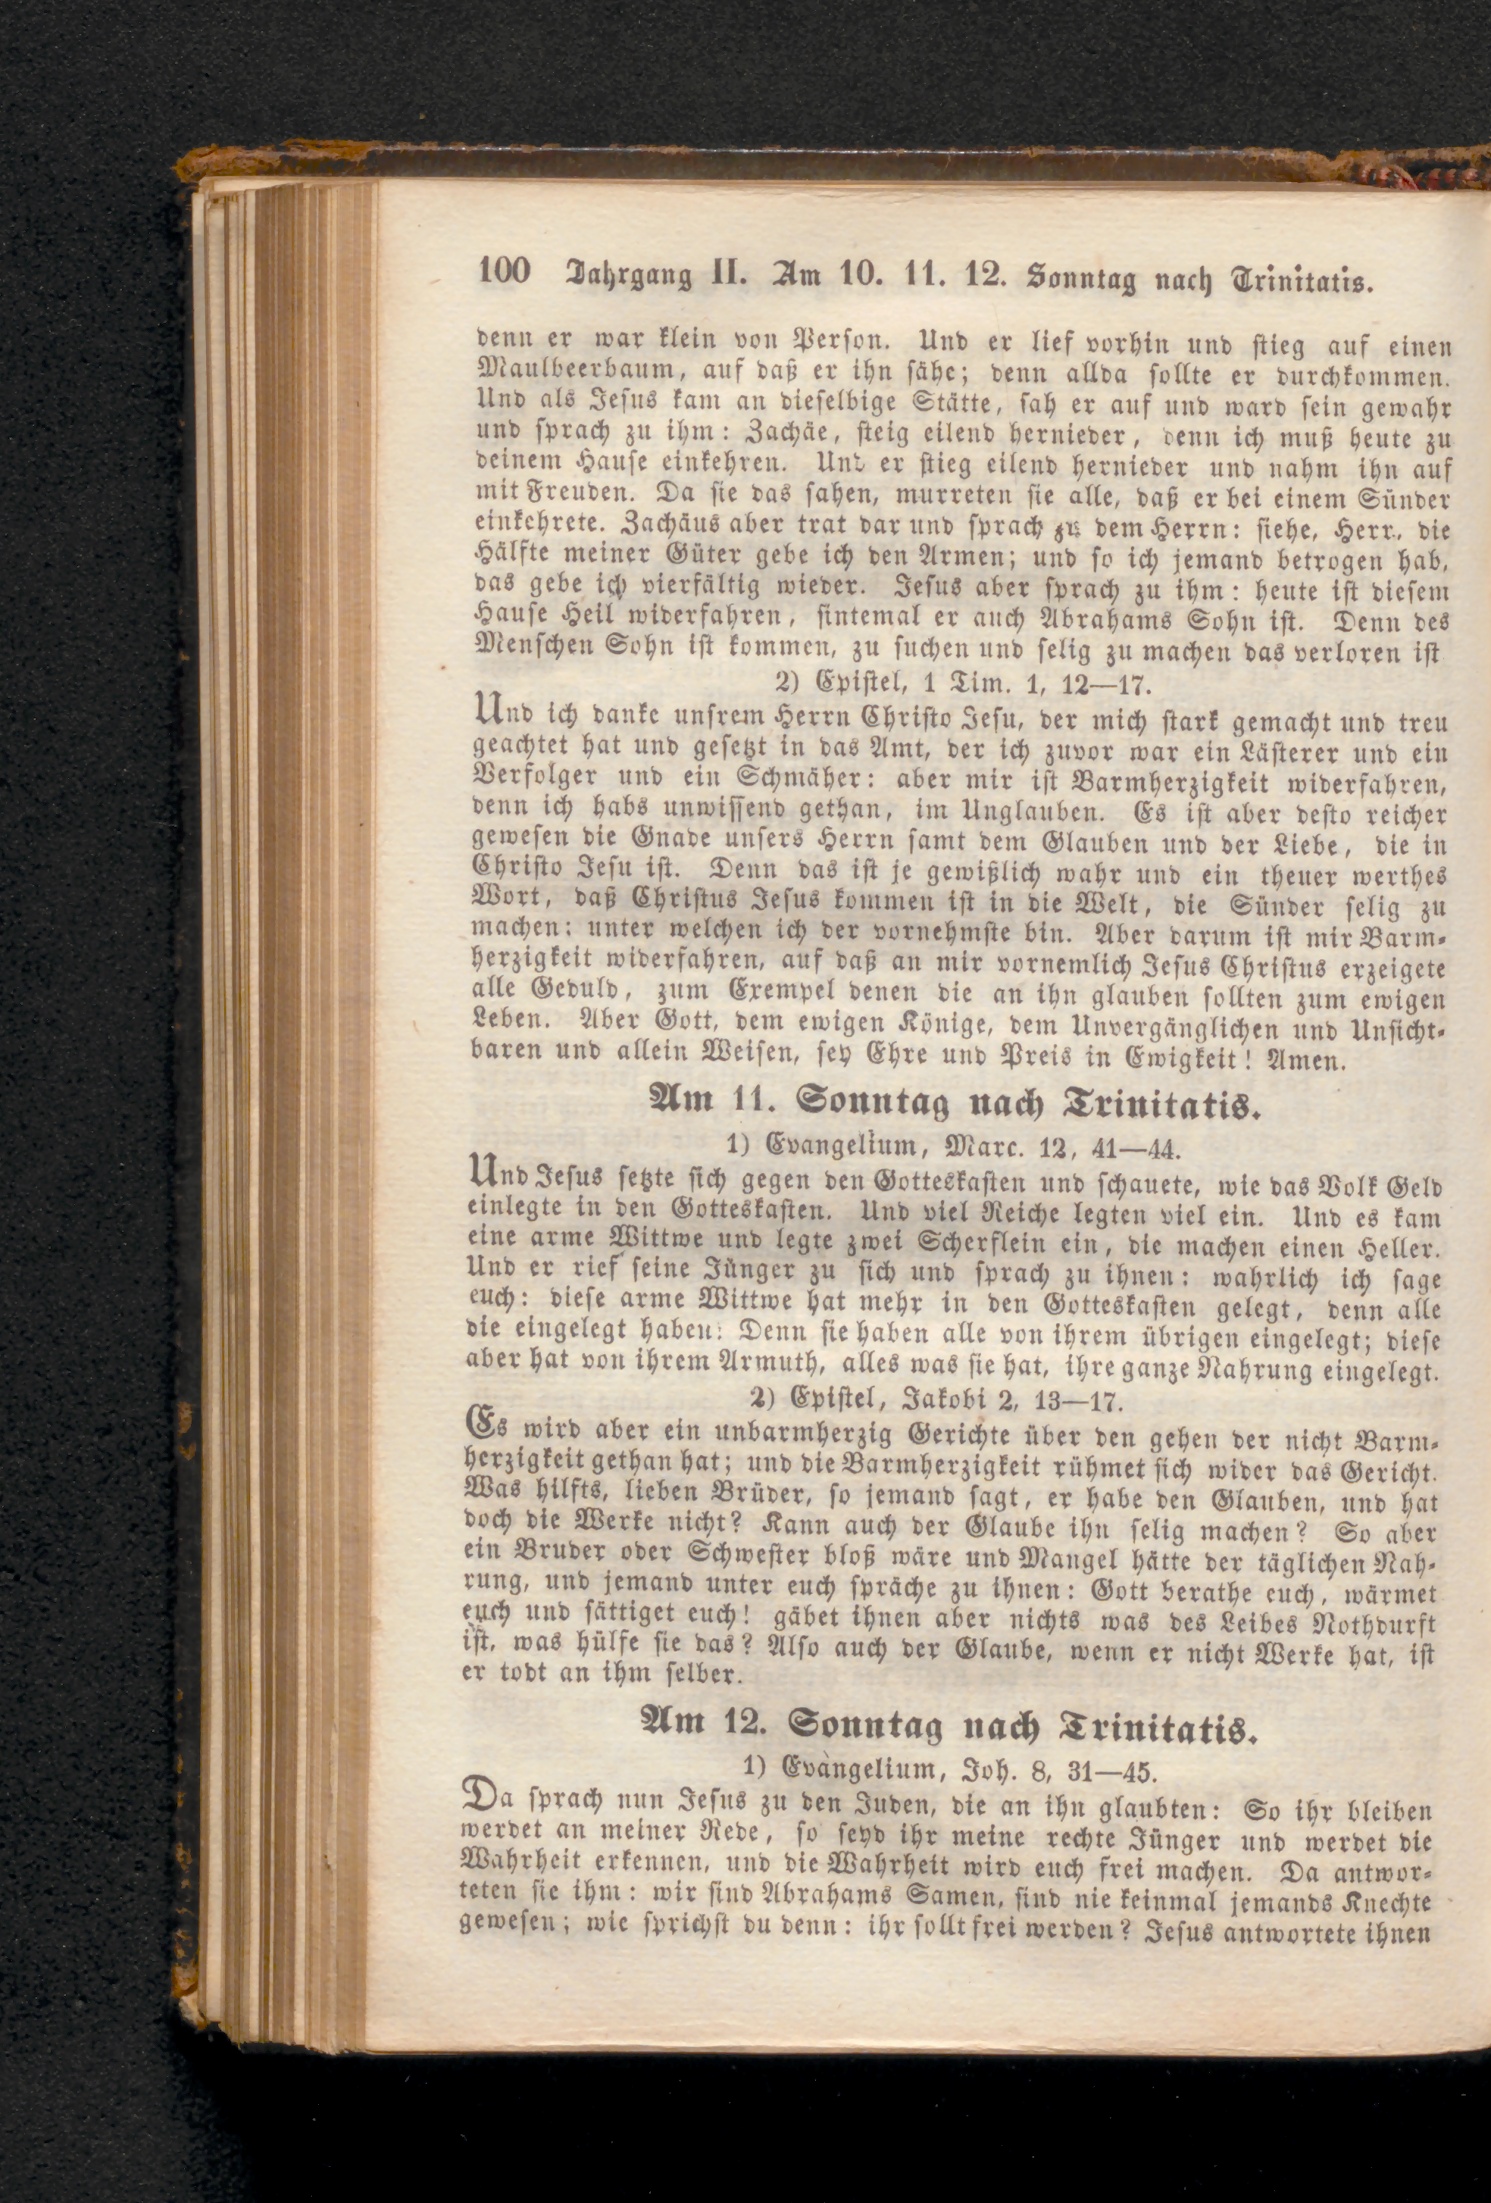 100 Jahrgang II. Am 10. 11. 12. Sonntag nach Trinitatis.
denn er war klein von Person. Und er lief vorhin und stieg auf einen
Maulbeerbaum, auf daß er ihn sähe; denn allda sollte er durchkommen.
Und als Jesus kam an dieselbige Stätte, sah er auf und ward sein gewahr
und sprach zu ihm: Zachäe, steig eilend hernieder, denn ich muß heute zu
deinem Hause einkehren. Und er stieg eilend hernieder und nahm ihn auf
mit Freuden. Da sie das sahen, murreten sie alle, daß er bei einem Sünder
einkehrete. Zachäus aber trat dar und sprach zu dem Herrn: siehe, Herr, die
Hälfte meiner Güter gebe ich den Armen; und so ich jemand betrogen hab,
das gebe ich vierfältig wieder. Jesus aber sprach zu ihm: heute ist diesem
Hause Heil widerfahren, sintemal er auch Abrahams Sohn ist. Denn des
Menschen Sohn ist kommen, zu suchen und selig zu machen das verloren ist
2) Epistel, 1 Tim. 1, 12—17.
Und ich danke unsrem Herrn Christo Jesu, der mich stark gemacht und treu
geachtet hat und gesetzt in das Amt, der ich zuvor war ein Lästerer und ein
Verfolger und ein Schmäher: aber mir ist Barmherzigkeit widerfahren,
denn ich habs unwissend gethan, im Unglauben. Es ist aber desto reicher
gewesen die Gnade unsers Herrn samt dem Glauben und der Liebe, die in
Christo Jesu ist. Denn das ist je gewißlich wahr und ein theuer werthes
Wort, daß Christus Jesus kommen ist in die Welt, die Sünder selig zu
machen: unter welchen ich der vornehmste bin. Aber darum ist mir Barm-
herzigkeit widerfahren, auf daß an mir vornemlich Jesus Christus erzeigete
alle Geduld, zum Exempel denen die an ihn glauben sollten zum ewigen
Leben. Aber Gott, dem ewigen Könige, dem Unvergänglichen und Unsicht-
baren und allein Weisen, sey Ehre und Preis in Ewigkeit! Amen.
Am 11. Sonntag nach Trinitatis.
1) Evangelium, Marc. 12, 41—44.
Und Jesus setzte sich gegen den Gotteskasten und schauete, wie das Volk Geld
einlegte in den Gotteskasten. Und viel Reiche legten viel ein. Und es kam
eine arme Wittwe und legte zwei Scherflein ein, die machen einen Heller.
Und er rief seine Jünger zu sich und sprach zu ihnen: wahrlich ich sage
euch: diese arme Wittwe hat mehr in den Gotteskasten gelegt, denn alle
die eingelegt haben. Denn sie haben alle von ihrem übrigen eingelegt; diese
aber hat von ihrem Armuth, alles was sie hat, ihre ganze Nahrung eingelegt.
2) Epistel, Jakobi 2, 13—17.
Es wird aber ein unbarmherzig Gerichte über den gehen der nicht Barm-
herzigkeit gethan hat; und die Barmherzigkeit rühmet sich wider das Gericht.
Was hilfts, lieben Brüder, so jemand sagt, er habe den Glauben, und hat
doch die Werke nicht? Kann auch der Glaube ihn selig machen? So aber
ein Bruder oder Schwester bloß wäre und Mangel hätte der täglichen Nah-
rung, und jemand unter euch spräche zu ihnen: Gott berathe euch, wärmet
euch und sättiget euch! gäbet ihnen aber nichts was des Leibes Nothdurft
ist, was hülfe sie das? Also auch der Glaube, wenn er nicht Werke hat, ist
er todt an ihm selber.
Am 12. Sonntag nach Trinitatis.
1) Evangelium, Joh. 8, 31—45.
Da sprach nun Jesus zu den Juden, die an ihn glaubten: So ihr bleiben
werdet an meiner Rede, so seyd ihr meine rechte Jünger und werdet die
Wahrheit erkennen, und die Wahrheit wird euch frei machen. Da antwor-
teten sie ihm: wir sind Abrahams Samen, sind nie keinmal jemands Knechte
gewesen; wie sprichst du denn: ihr sollt frei werden? Jesus antwortete ihnen